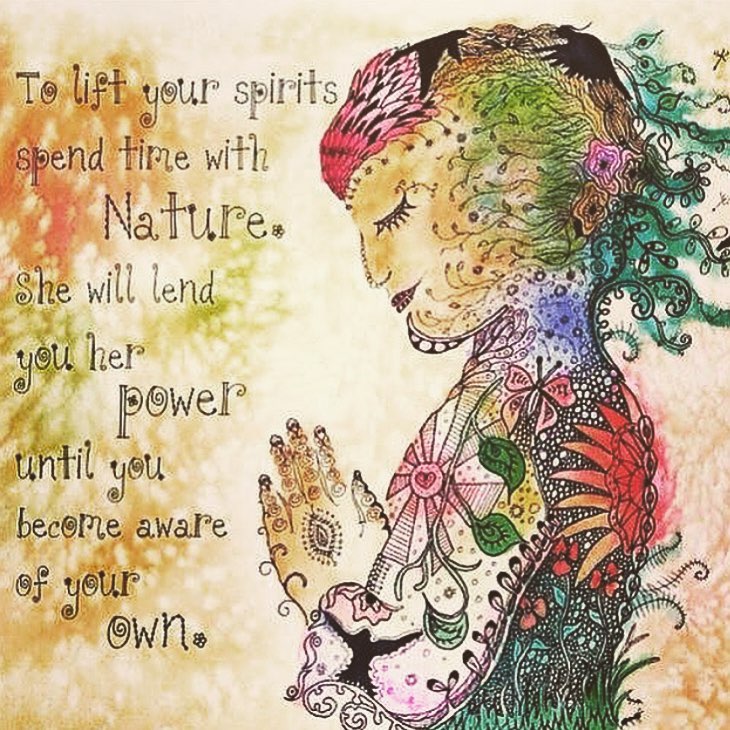 To lift your spirits
spend time with
Nature.
She will lend
you her
power
until you
become aware
of your
own.